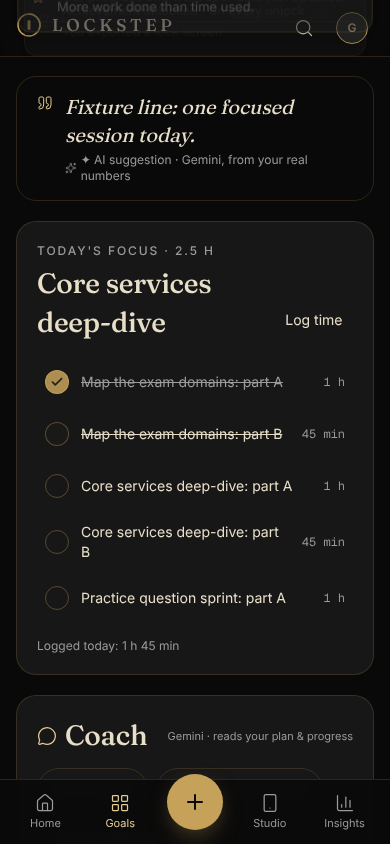 More work done than time used.
LOCKSTEP
G
Fixture line: one focused
session today.
✦ AI suggestion · Gemini, from your real
numbers
TODAY'S FOCUS · 2.5 H
Core services
deep-dive
Log time
Map the exam domains: part A 1 h
Map the exam domains: part B 45 min
Core services deep-dive: part A 1 h
Core services deep-dive: part
B
45 min
Practice question sprint: part A 1 h
Logged today: 1 h 45 min
Coach
Gemini · reads your plan & progress
Home Goals Studio Insights